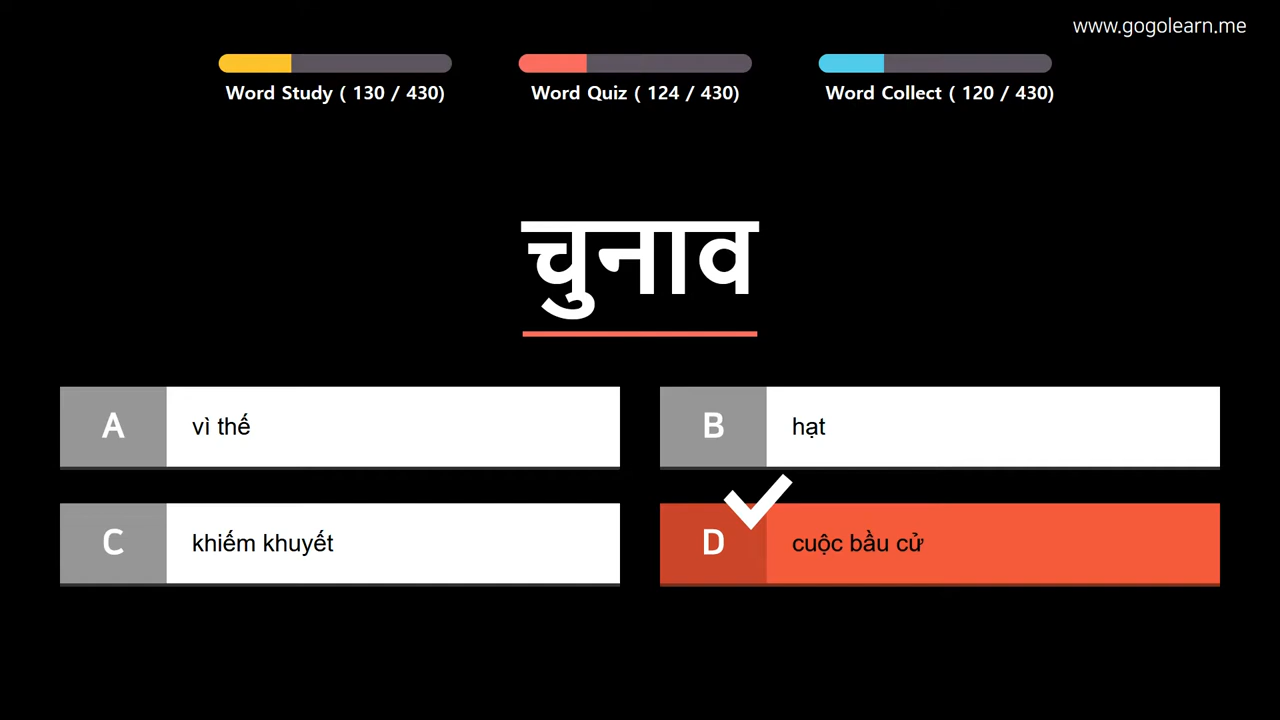 www.gogolearn.me
Word Study ( 130 / 430)
Word Quiz ( 124 / 430)
Word Collect ( 120 / 430)
चुनाव
A vì thế
B hạt
C khiếm khuyết
D cuộc bầu cử